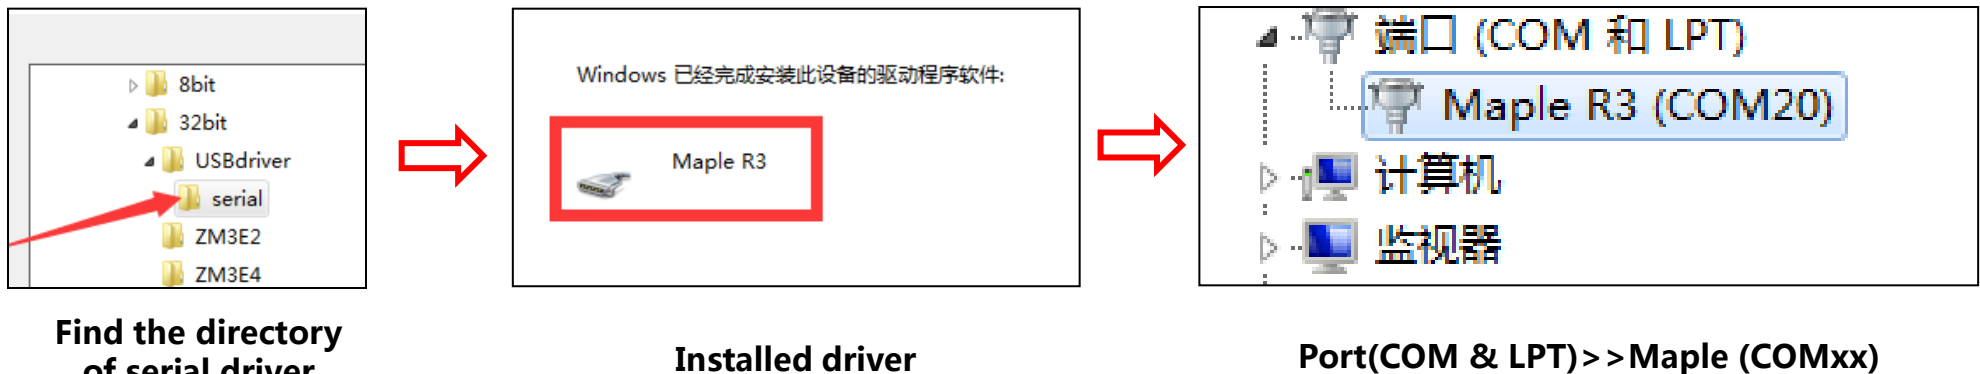 8bit
32bit
USBdriver
serial
ZM3E2
ZM3E4
Find the directory
of serial driver
Windows 已经完成安装此设备的驱动程序软件:
Maple R3
Installed driver
端口 (COM 和 LPT)
Maple R3 (COM20)
计算机
监视器
Port(COM & LPT)>>Maple (COMxx)